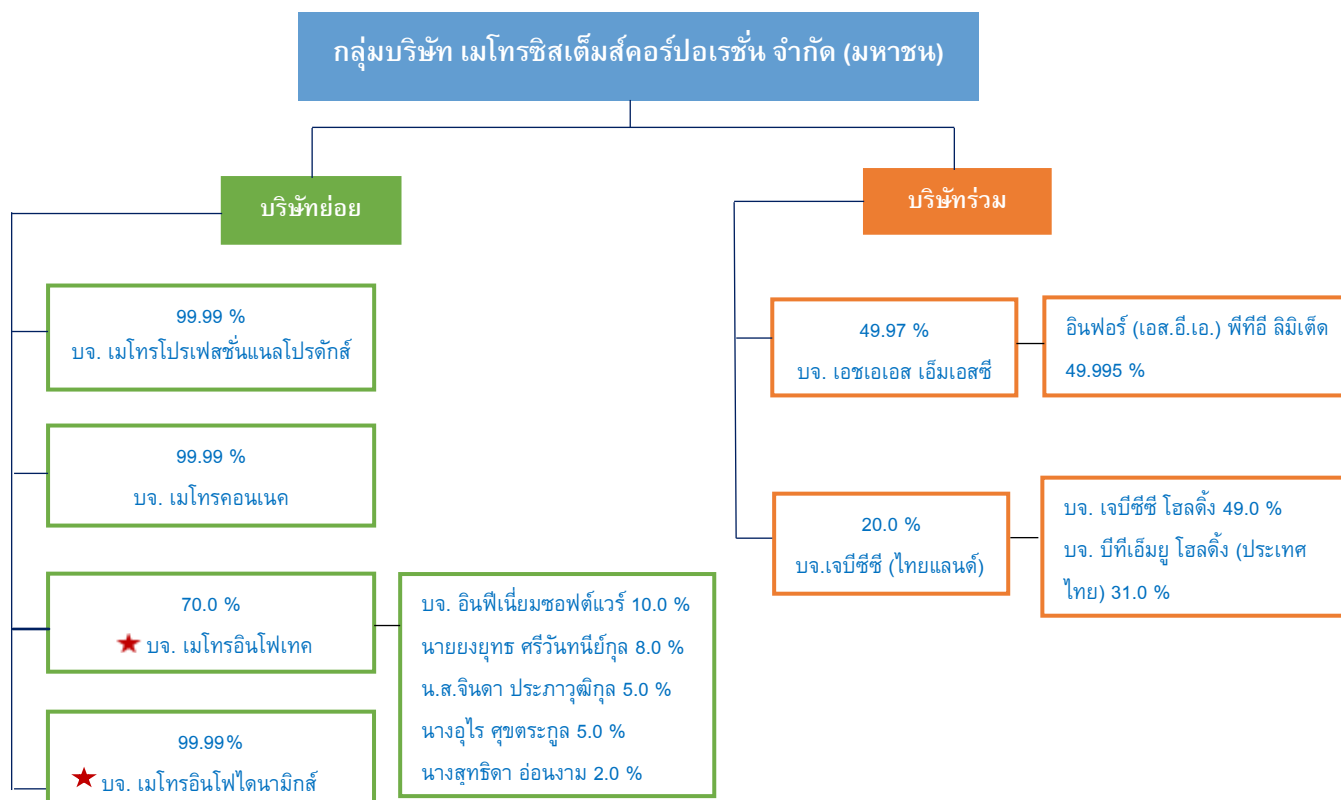 กลุ่มบริษัท เมโทรซิสเต็มส์คอร์ปอเรชั่น จำกัด (มหาชน)
บริษัทย่อย
99.99 %
บจ. เมโทรโปรเฟสชั่นแนลโปรดักส์
99.99 %
บจ. เมโทรคอนเนค
70.0 %
บจ. เมโทรอินโฟเทค
บจ. อินฟีเนี่ยมซอฟต์แวร์ 10.0 %
นายยงยุทธ ศรีวันทนีย์กุล 8.0 %
น.ส.จินดา ประภาวุฒิกุล 5.0 %
นางอุไร ศุขตระกูล 5.0 %
นางสุทธิดา อ่อนงาม 2.0 %
99.99%
บจ. เมโทรอินโฟไดนามิกส์
บริษัทร่วม
49.97 %
บจ. เอชเอเอส เอ็มเอสซี
อินฟอร์ (เอส.อี.เอ.) พีทีอี ลิมิเต็ด
49.995 %
20.0 %
บจ.เจบีซีซี (ไทยแลนด์)
บจ. เจบีซีซี โฮลดิ้ง 49.0 %
บจ. บีทีเอ็มยู โฮลดิ้ง (ประเทศ
ไทย) 31.0 %